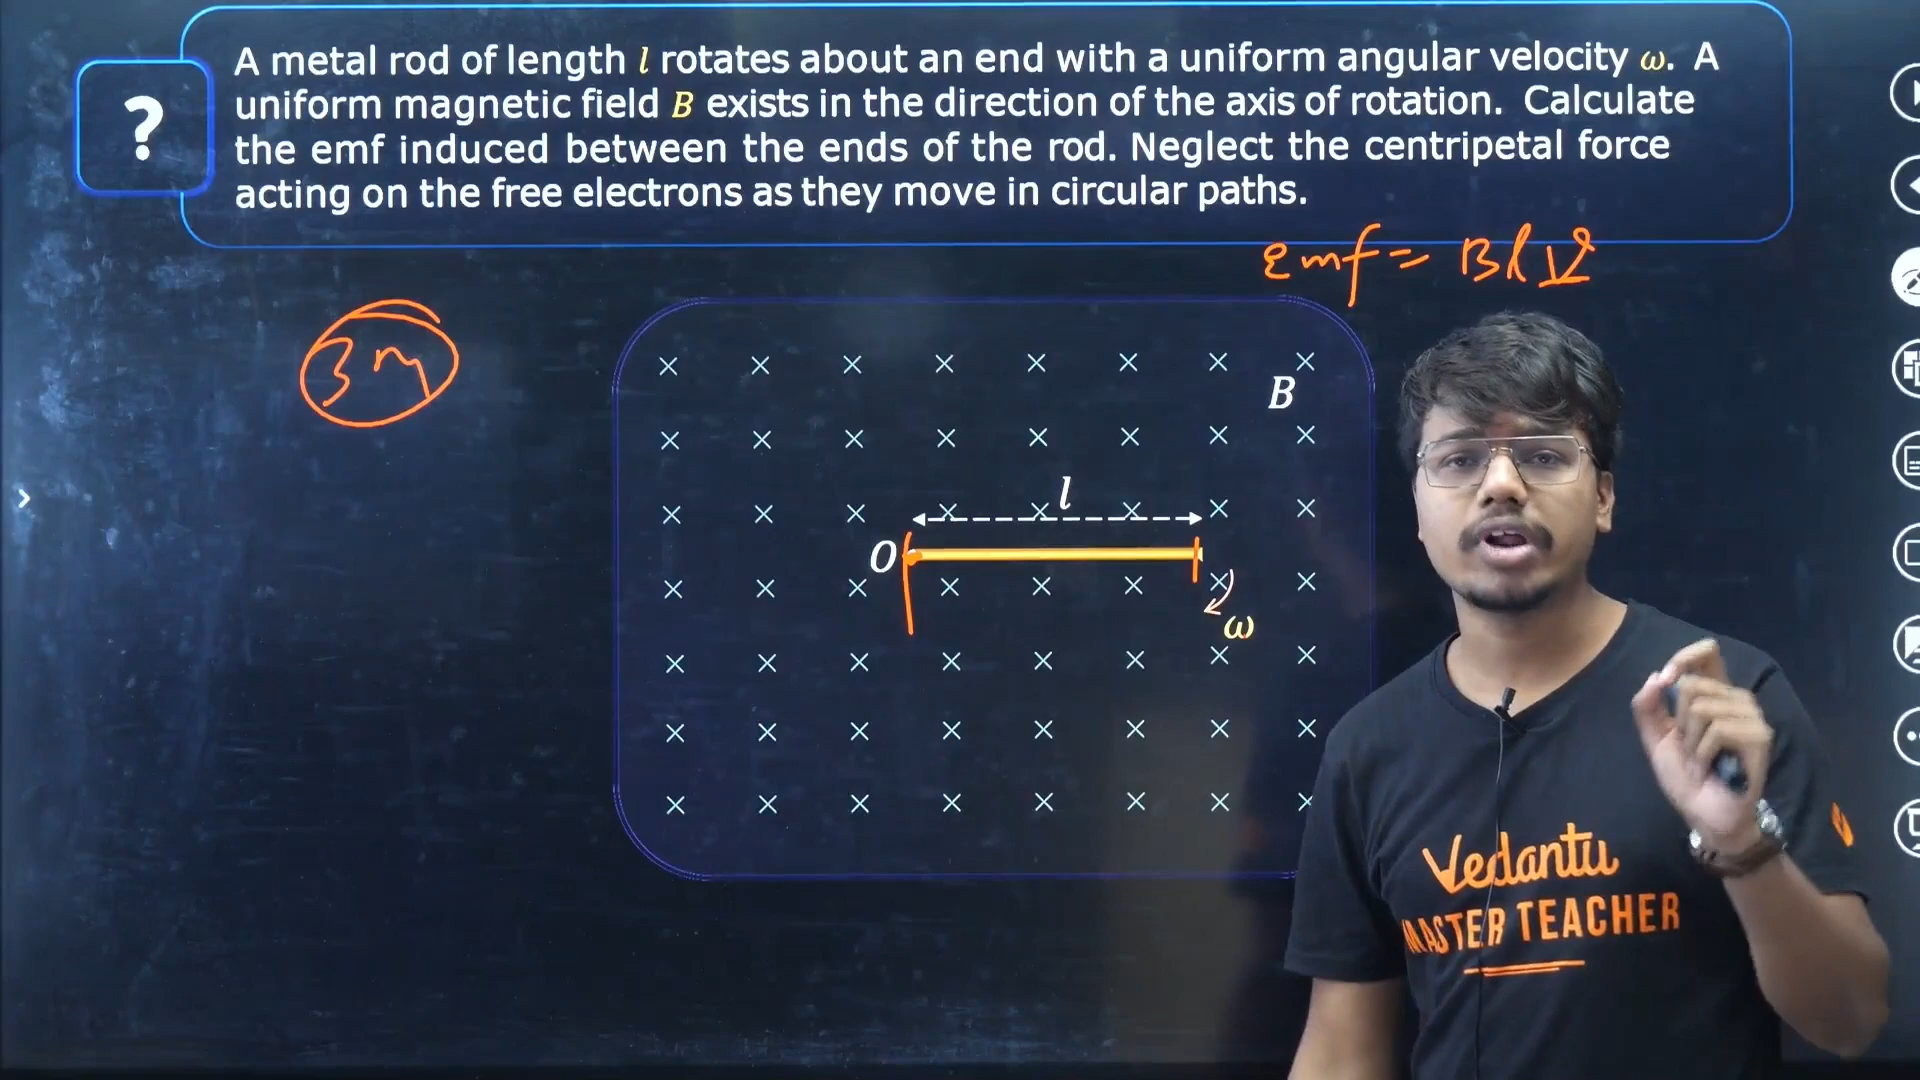 A metal rod of length l rotates about an end with a uniform angular velocity ω. A
uniform magnetic field B exists in the direction of the axis of rotation. Calculate
the emf induced between the ends of the rod. Neglect the centripetal force
acting on the free electrons as they move in circular paths.
?
emf = Blv
3m
B
l
O
ω
Vedantu
MASTER TEACHER